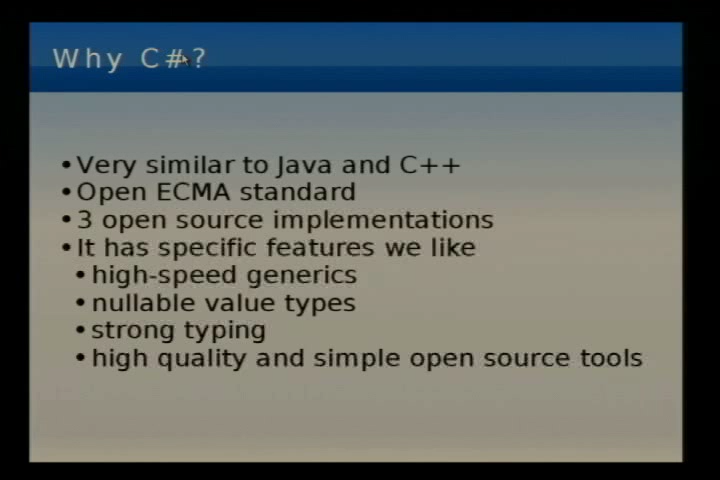 Why C#?
• Very similar to Java and C++
• Open ECMA standard
• 3 open source implementations
• It has specific features we like
• high-speed generics
• nullable value types
• strong typing
• high quality and simple open source tools